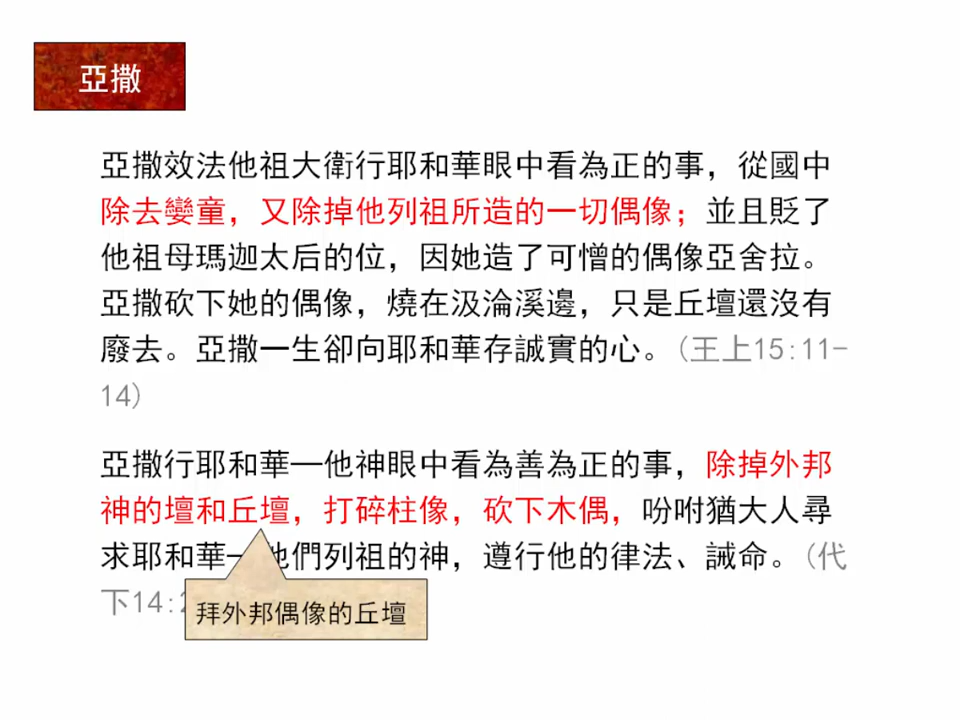 亞撒
亞撒效法他祖大衛行耶和華眼中看為正的事，從國中
除去孌童，又除掉他列祖所造的一切偶像；並且貶了
他祖母瑪迦太后的位，因她造了可憎的偶像亞舍拉。
亞撒砍下她的偶像，燒在汲淪溪邊，只是丘壇還沒有
廢去。亞撒一生卻向耶和華存誠實的心。(王上15:11-
14)
亞撒行耶和華—他神眼中看為善為正的事，除掉外邦
神的壇和丘壇，打碎柱像，砍下木偶，吩咐猶大人尋
求耶和華—他們列祖的神，遵行他的律法、誡命。(代
下14:2
拜外邦偶像的丘壇